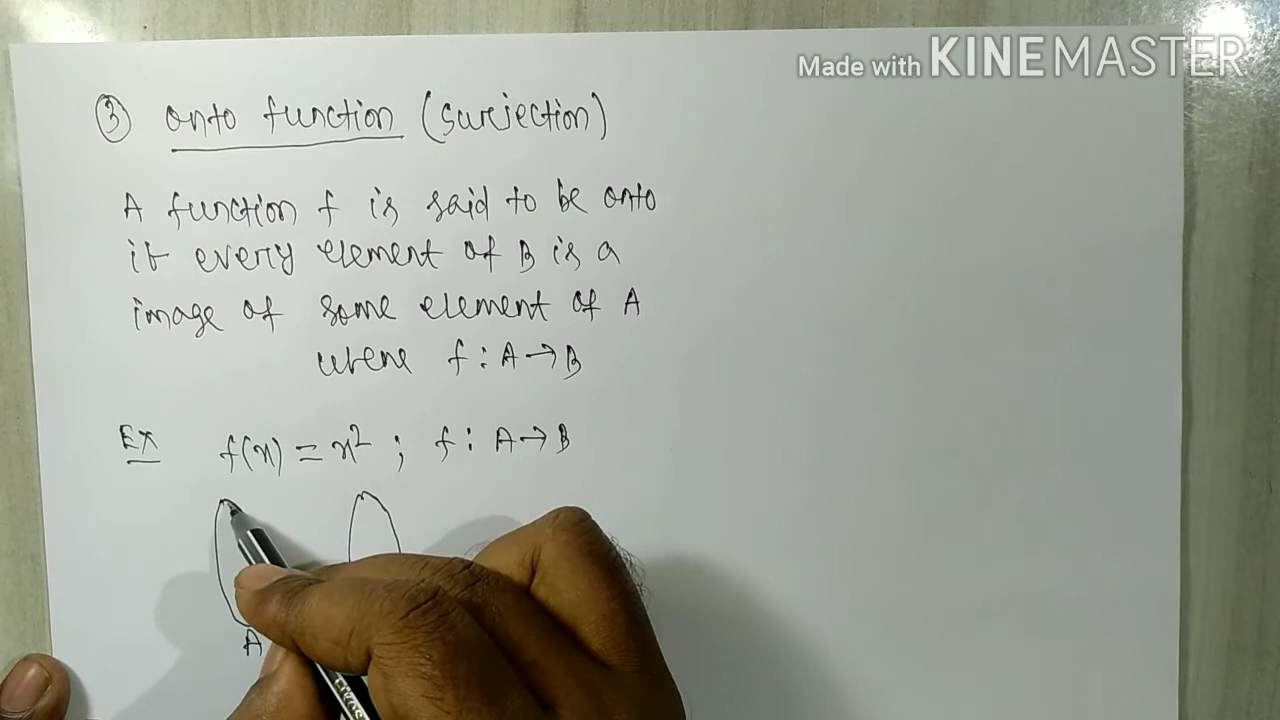 Made with KINEMASTER
③ onto function (surjection)
A function f is said to be onto
if every element of B is a
image of some element of A
where f : A → B
Ex f(x) = x² ; f : A → B
A